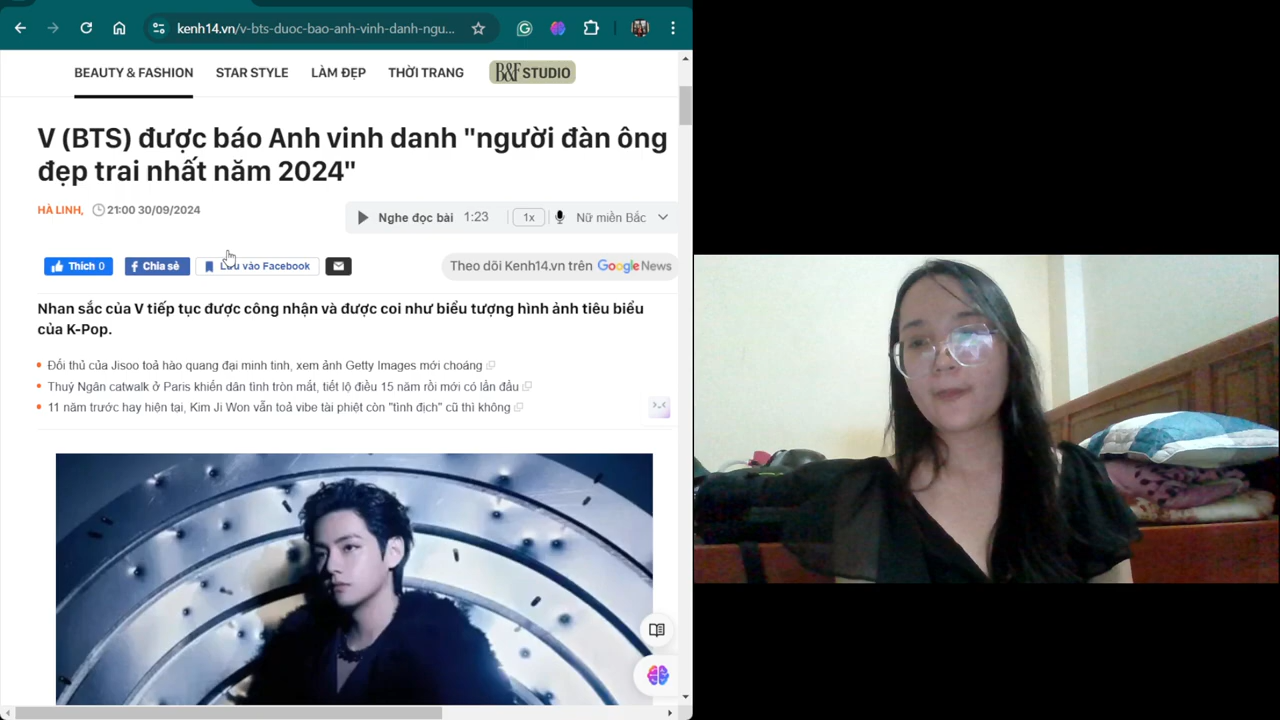 kenh14.vn/v-bts-duoc-bao-anh-vinh-danh-ngu...
BEAUTY & FASHION STAR STYLE LÀM ĐẸP THỜI TRANG B&F STUDIO
V (BTS) được báo Anh vinh danh "người đàn ông
đẹp trai nhất năm 2024"
HÀ LINH, 21:00 30/09/2024
Nghe đọc bài 1:23 1x Nữ miền Bắc
Thích 0 Chia sẻ Lưu vào Facebook
Theo dõi Kenh14.vn trên Google News
Nhan sắc của V tiếp tục được công nhận và được coi như biểu tượng hình ảnh tiêu biểu
của K-Pop.
Đối thủ của Jisoo toả hào quang đại minh tinh, xem ảnh Getty Images mới choáng
Thuý Ngân catwalk ở Paris khiến dân tình tròn mắt, tiết lộ điều 15 năm rồi mới có lần đầu
11 năm trước hay hiện tại, Kim Ji Won vẫn toả vibe tài phiệt còn "tình địch" cũ thì không